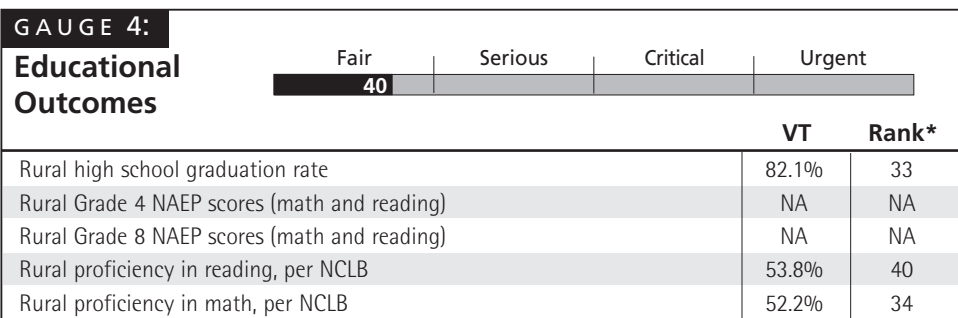 GAUGE 4:
Educational Outcomes
Fair Serious Critical Urgent
40
VT Rank*
Rural high school graduation rate 82.1% 33
Rural Grade 4 NAEP scores (math and reading) NA NA
Rural Grade 8 NAEP scores (math and reading) NA NA
Rural proficiency in reading, per NCLB 53.8% 40
Rural proficiency in math, per NCLB 52.2% 34